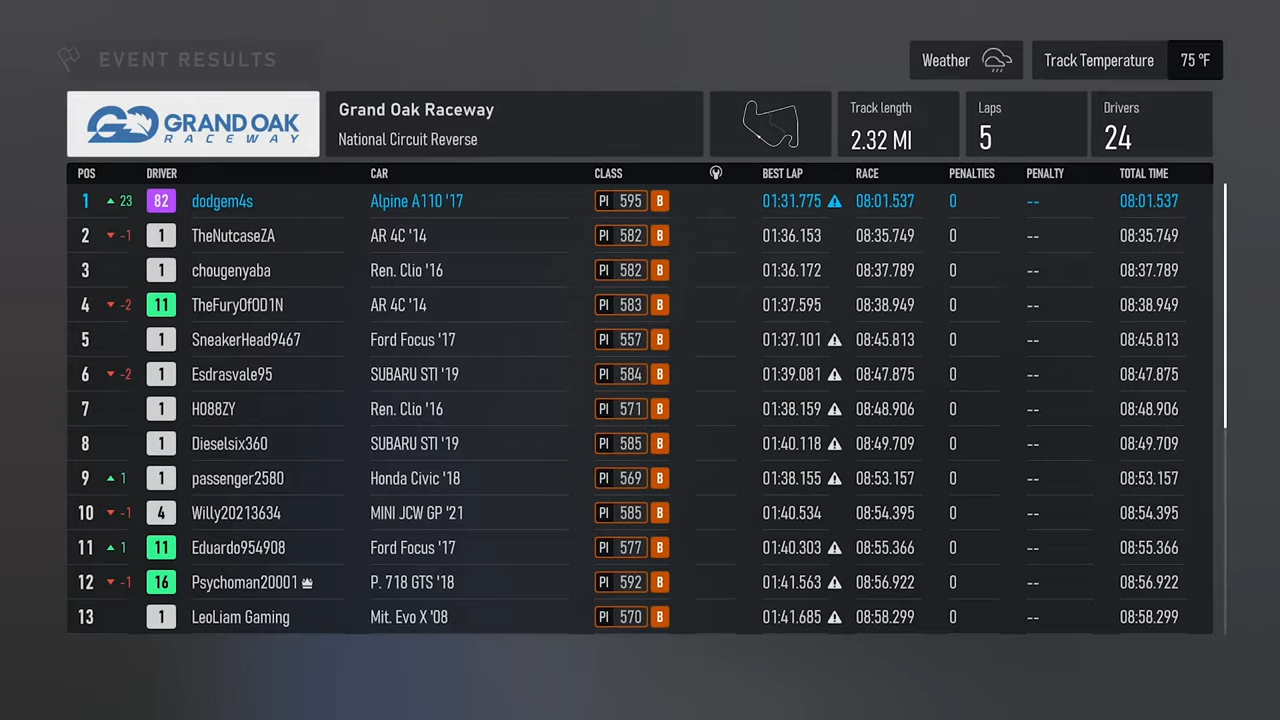 EVENT RESULTS
Weather
Track Temperature 75 °F
GRAND OAK
RACEWAY
Grand Oak Raceway
National Circuit Reverse
Track length
2.32 MI
Laps
5
Drivers
24
POS DRIVER CAR CLASS BEST LAP RACE PENALTIES PENALTY TOTAL TIME
1 23 82 dodgem4s Alpine A110 '17 PI 595 B 01:31.775 08:01.537 0 -- 08:01.537
2 -1 1 TheNutcaseZA AR 4C '14 PI 582 B 01:36.153 08:35.749 0 -- 08:35.749
3 1 chougenyaba Ren. Clio '16 PI 582 B 01:36.172 08:37.789 0 -- 08:37.789
4 -2 11 TheFuryOfOD1N AR 4C '14 PI 583 B 01:37.595 08:38.949 0 -- 08:38.949
5 1 SneakerHead9467 Ford Focus '17 PI 557 B 01:37.101 08:45.813 0 -- 08:45.813
6 -2 1 Esdrasvale95 SUBARU STI '19 PI 584 B 01:39.081 08:47.875 0 -- 08:47.875
7 1 HO88ZY Ren. Clio '16 PI 571 B 01:38.159 08:48.906 0 -- 08:48.906
8 1 Dieselsix360 SUBARU STI '19 PI 585 B 01:40.118 08:49.709 0 -- 08:49.709
9 1 1 passenger2580 Honda Civic '18 PI 569 B 01:38.155 08:53.157 0 -- 08:53.157
10 -1 4 Willy20213634 MINI JCW GP '21 PI 585 B 01:40.534 08:54.395 0 -- 08:54.395
11 1 11 Eduardo954908 Ford Focus '17 PI 577 B 01:40.303 08:55.366 0 -- 08:55.366
12 -1 16 Psychoman20001 P. 718 GTS '18 PI 592 B 01:41.563 08:56.922 0 -- 08:56.922
13 1 LeoLiam Gaming Mit. Evo X '08 PI 570 B 01:41.685 08:58.299 0 -- 08:58.299